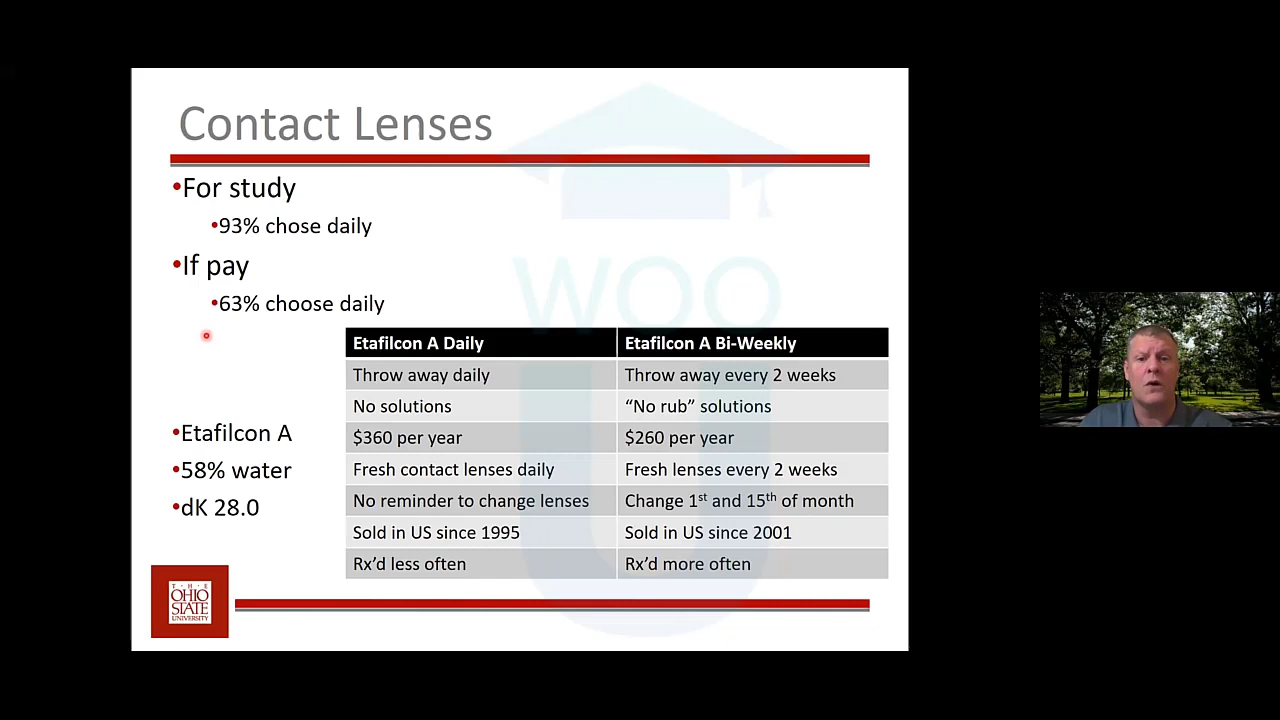 Contact Lenses
•For study
•93% chose daily
•If pay
•63% choose daily
WOO
U
Etafilcon A Daily Etafilcon A Bi-Weekly
Throw away daily Throw away every 2 weeks
No solutions “No rub” solutions
$360 per year $260 per year
Fresh contact lenses daily Fresh lenses every 2 weeks
No reminder to change lenses Change 1st and 15th of month
Sold in US since 1995 Sold in US since 2001
Rx’d less often Rx’d more often
•Etafilcon A
•58% water
•dK 28.0
T · H · E
OHIO
STATE
UNIVERSITY